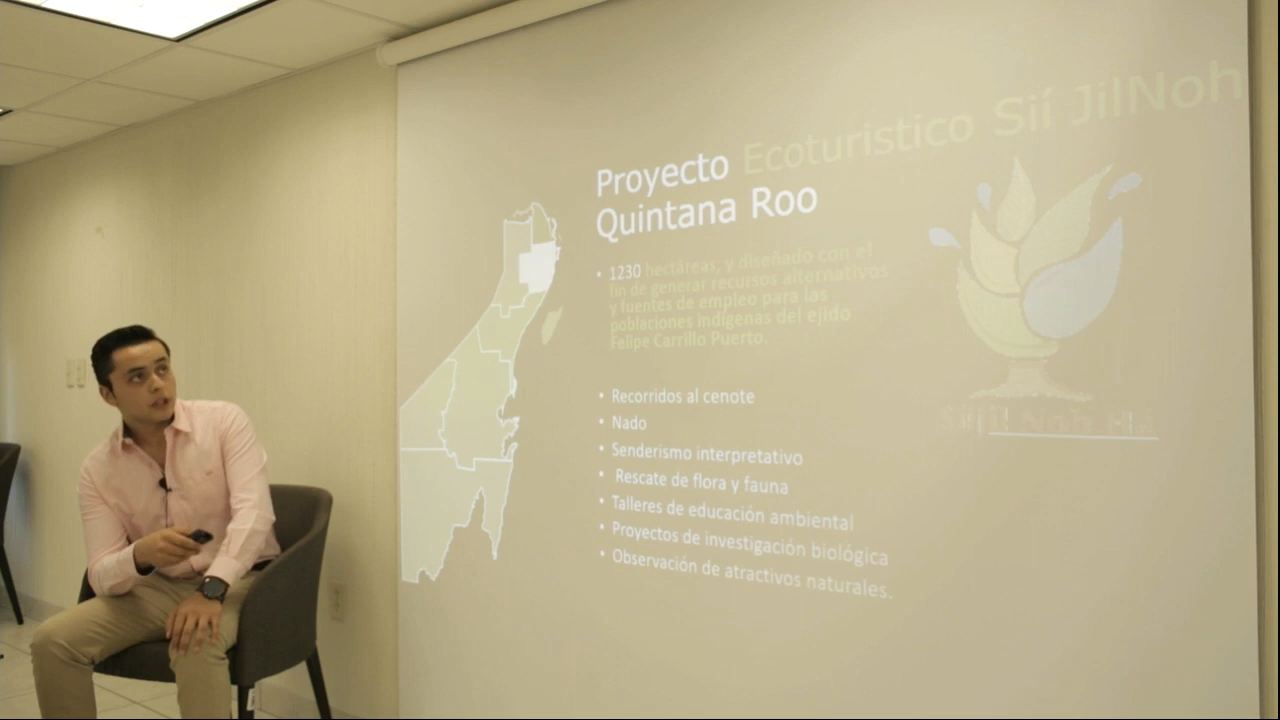 Proyecto Ecoturistico Sií JilNoh
Quintana Roo
• 1230 hectáreas, y diseñado con el
fin de generar recursos alternativos
y fuentes de empleo para las
poblaciones indígenas del ejido
Felipe Carrillo Puerto.
• Recorridos al cenote
• Nado
• Senderismo interpretativo
• Rescate de flora y fauna
• Talleres de educación ambiental
• Proyectos de investigación biológica
• Observación de atractivos naturales.